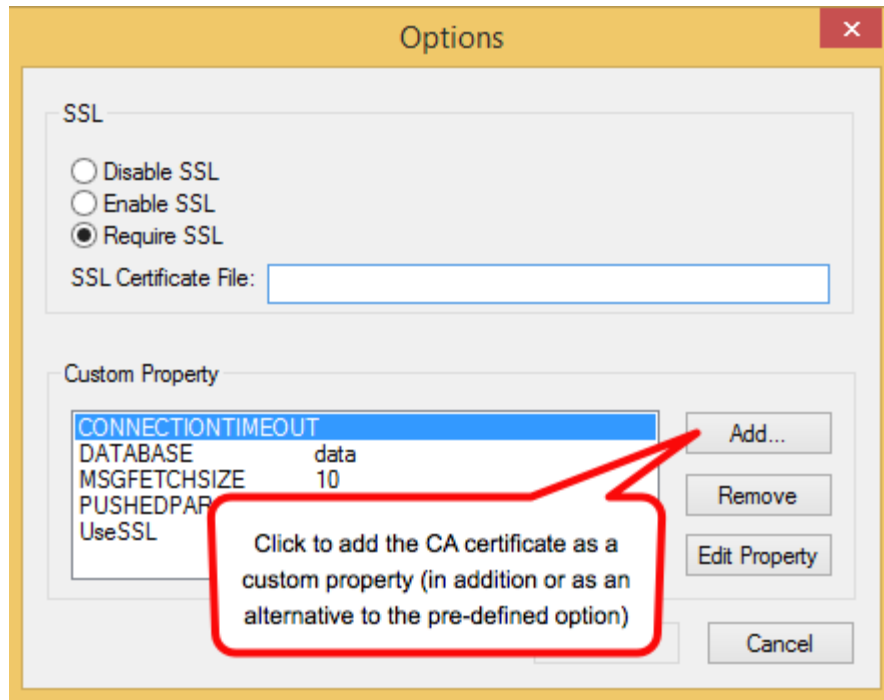 Options
SSL
Disable SSL
Enable SSL
Require SSL
SSL Certificate File:
Custom Property
CONNECTIONTIMEOUT
DATABASE data
MSGFETCHSIZE 10
UseSSL
Add...
Remove
Edit Property
Click to add the CA certificate as a
custom property (in addition or as an
alternative to the pre-defined option)
Cancel